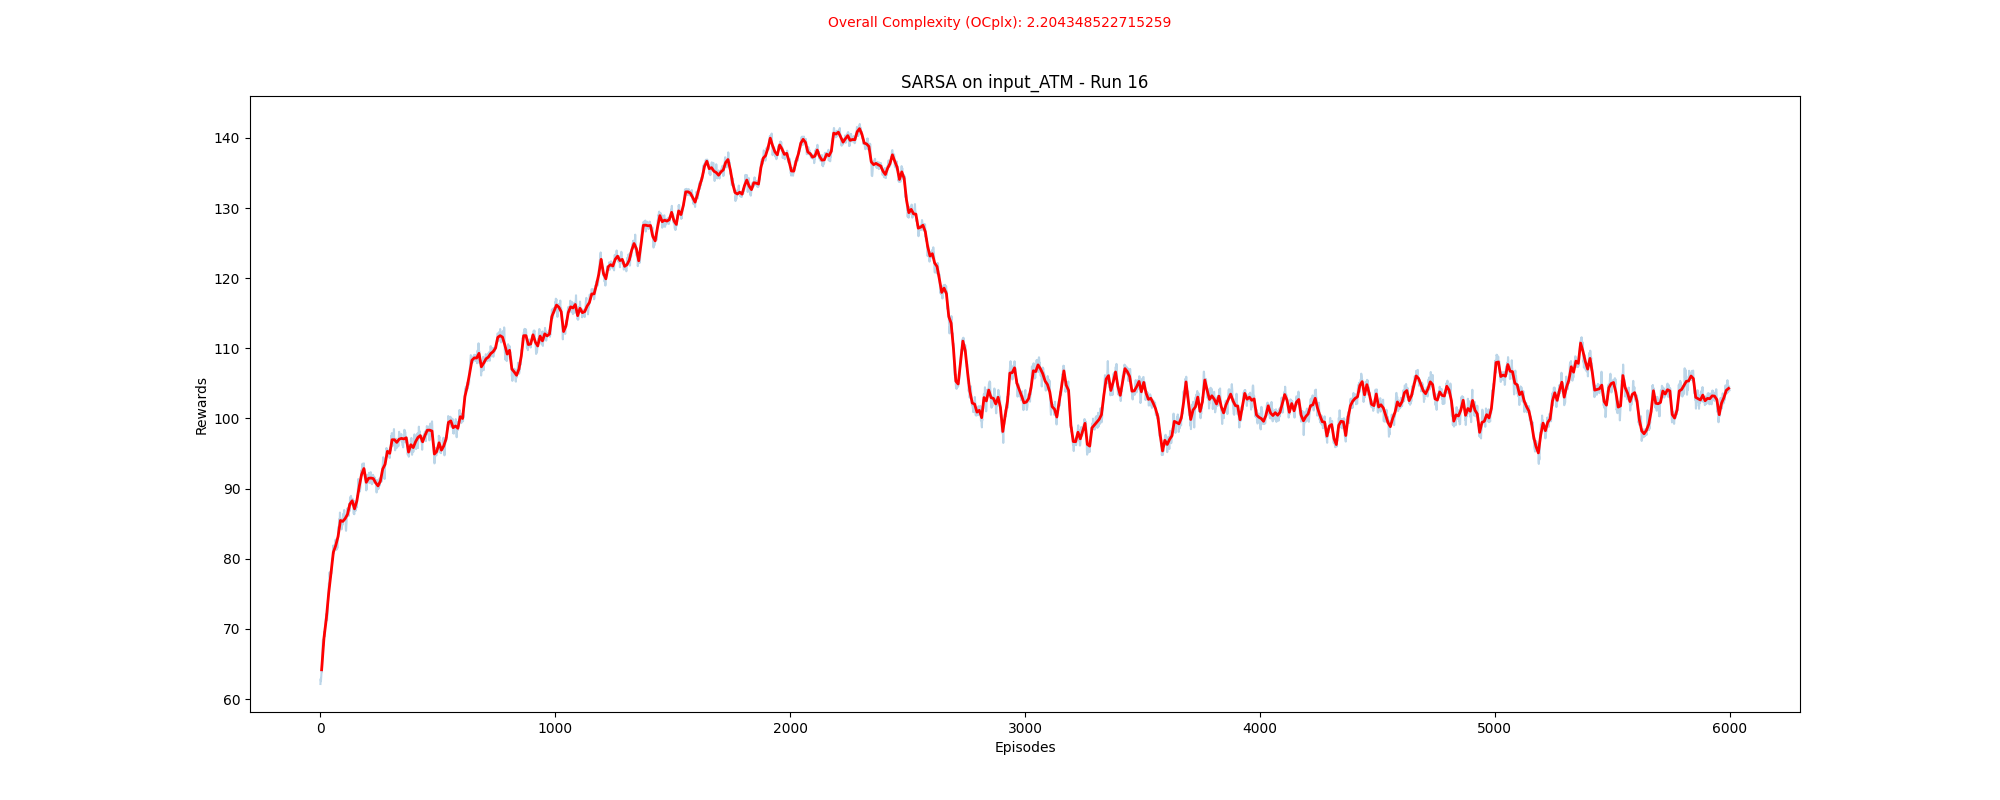 Overall Complexity (OCplx): 2.204348522715259
SARSA on input_ATM - Run 16
Rewards
140
130
120
110
100
90
80
70
60
0 1000 2000 3000 4000 5000 6000
Episodes